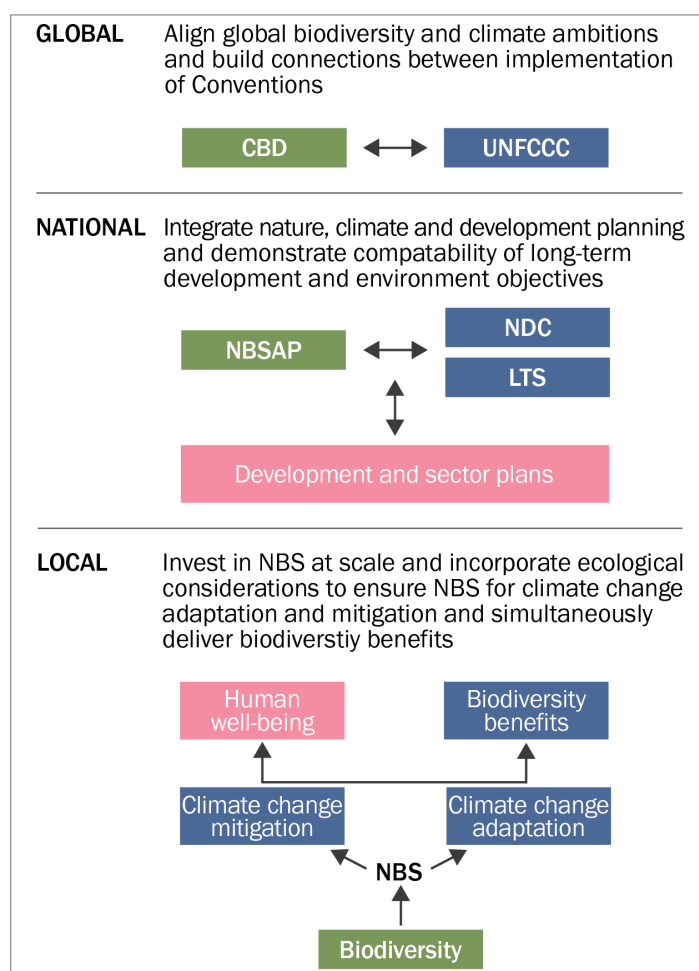 GLOBAL Align global biodiversity and climate ambitions
and build connections between implementation
of Conventions
CBD UNFCCC
NATIONAL Integrate nature, climate and development planning
and demonstrate compatability of long-term
development and environment objectives
NDC
NBSAP
LTS
Development and sector plans
LOCAL Invest in NBS at scale and incorporate ecological
considerations to ensure NBS for climate change
adaptation and mitigation and simultaneously
deliver biodiverstiy benefits
Human
well-being
Biodiversity
benefits
Climate change
mitigation
Climate change
adaptation
NBS
Biodiversity